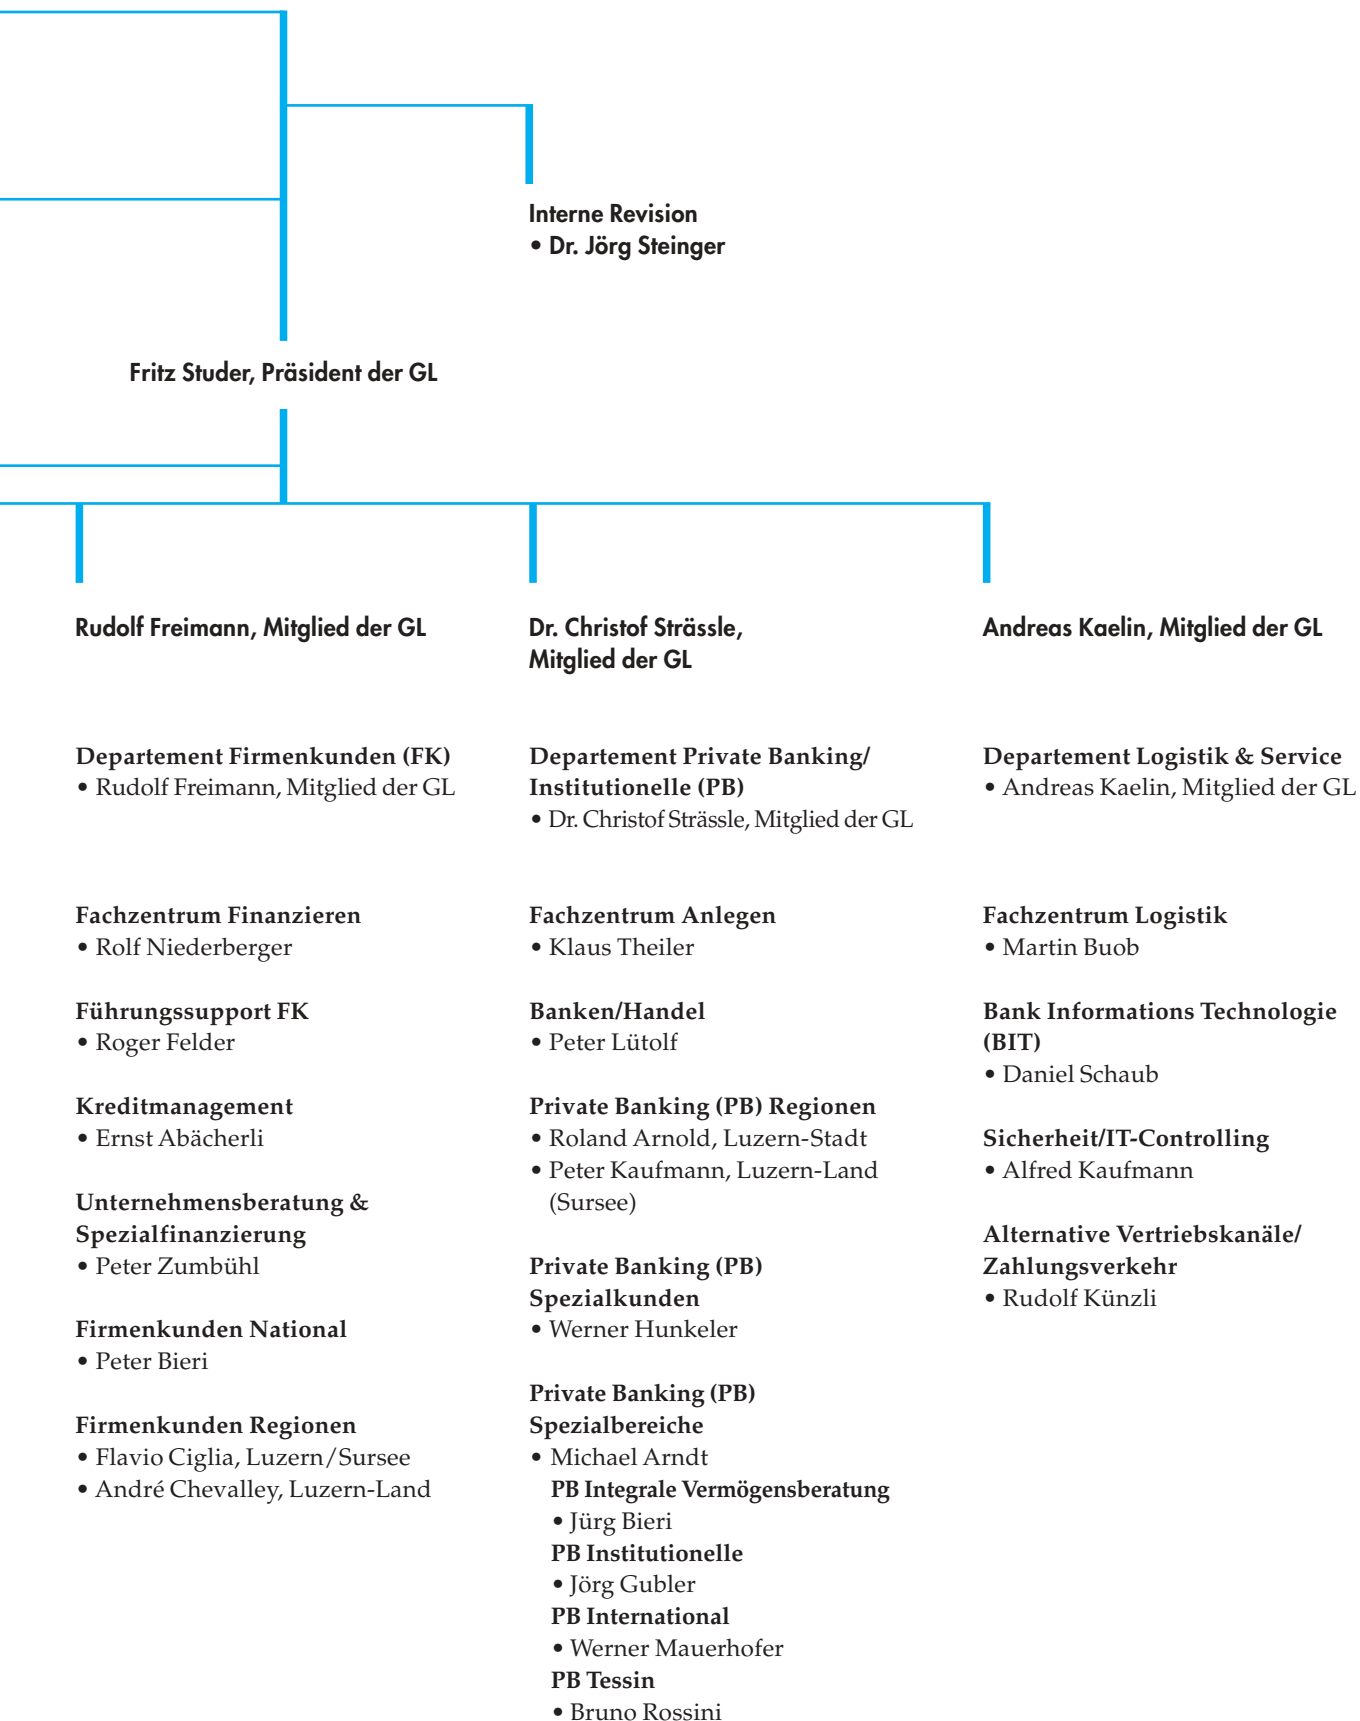 Interne Revision
• Dr. Jörg Steinger
Fritz Studer, Präsident der GL
Rudolf Freimann, Mitglied der GL
Departement Firmenkunden (FK)
• Rudolf Freimann, Mitglied der GL
Fachzentrum Finanzieren
• Rolf Niederberger
Führungssupport FK
• Roger Felder
Kreditmanagement
• Ernst Abächerli
Unternehmensberatung &
Spezialfinanzierung
• Peter Zumbühl
Firmenkunden National
• Peter Bieri
Firmenkunden Regionen
• Flavio Ciglia, Luzern/Sursee
• André Chevalley, Luzern-Land
Dr. Christof Strässle,
Mitglied der GL
Departement Private Banking/
Institutionelle (PB)
• Dr. Christof Strässle, Mitglied der GL
Fachzentrum Anlegen
• Klaus Theiler
Banken/Handel
• Peter Lütolf
Private Banking (PB) Regionen
• Roland Arnold, Luzern-Stadt
• Peter Kaufmann, Luzern-Land
(Sursee)
Private Banking (PB)
Spezialkunden
• Werner Hunkeler
Private Banking (PB)
Spezialbereiche
• Michael Arndt
PB Integrale Vermögensberatung
• Jürg Bieri
PB Institutionelle
• Jörg Gubler
PB International
• Werner Mauerhofer
PB Tessin
• Bruno Rossini
Andreas Kaelin, Mitglied der GL
Departement Logistik & Service
• Andreas Kaelin, Mitglied der GL
Fachzentrum Logistik
• Martin Buob
Bank Informations Technologie
(BIT)
• Daniel Schaub
Sicherheit/IT-Controlling
• Alfred Kaufmann
Alternative Vertriebskanäle/
Zahlungsverkehr
• Rudolf Künzli